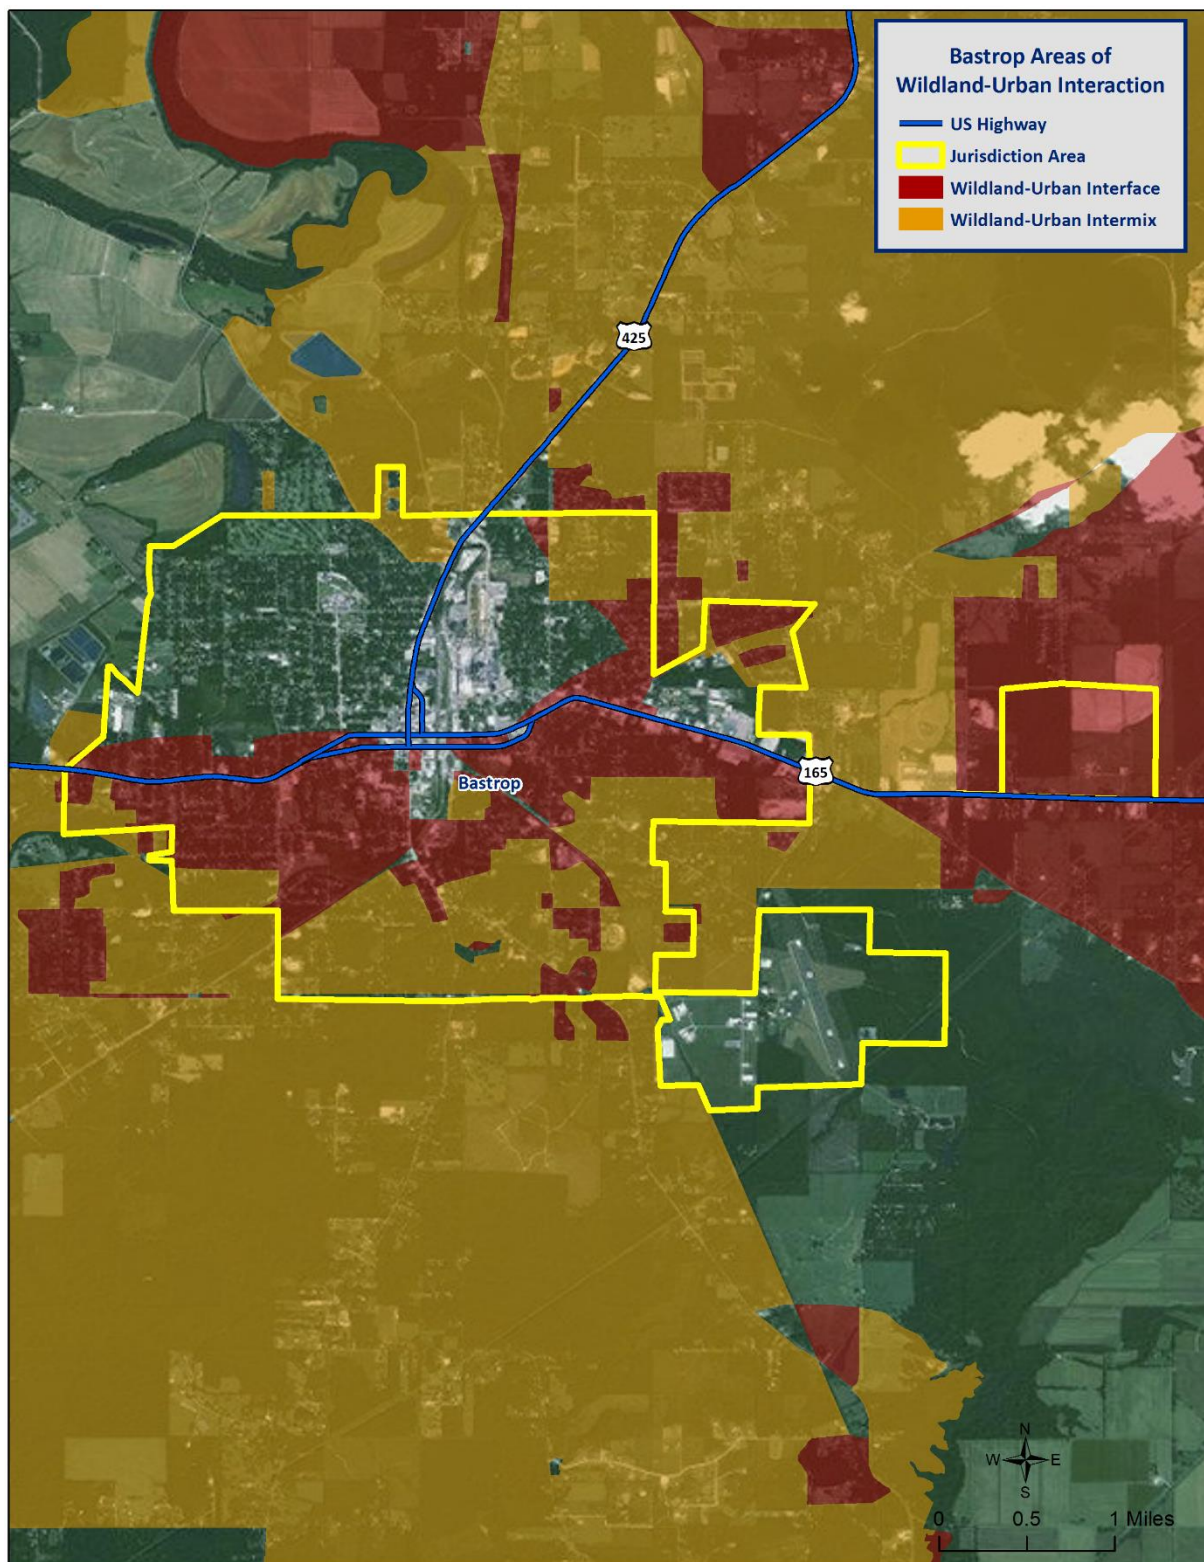 Bastrop Areas of
Wildland-Urban Interaction
US Highway
Jurisdiction Area
Wildland-Urban Interface
Wildland-Urban Intermix
425
165
Bastrop
N
W E
S
0 0.5 1 Miles